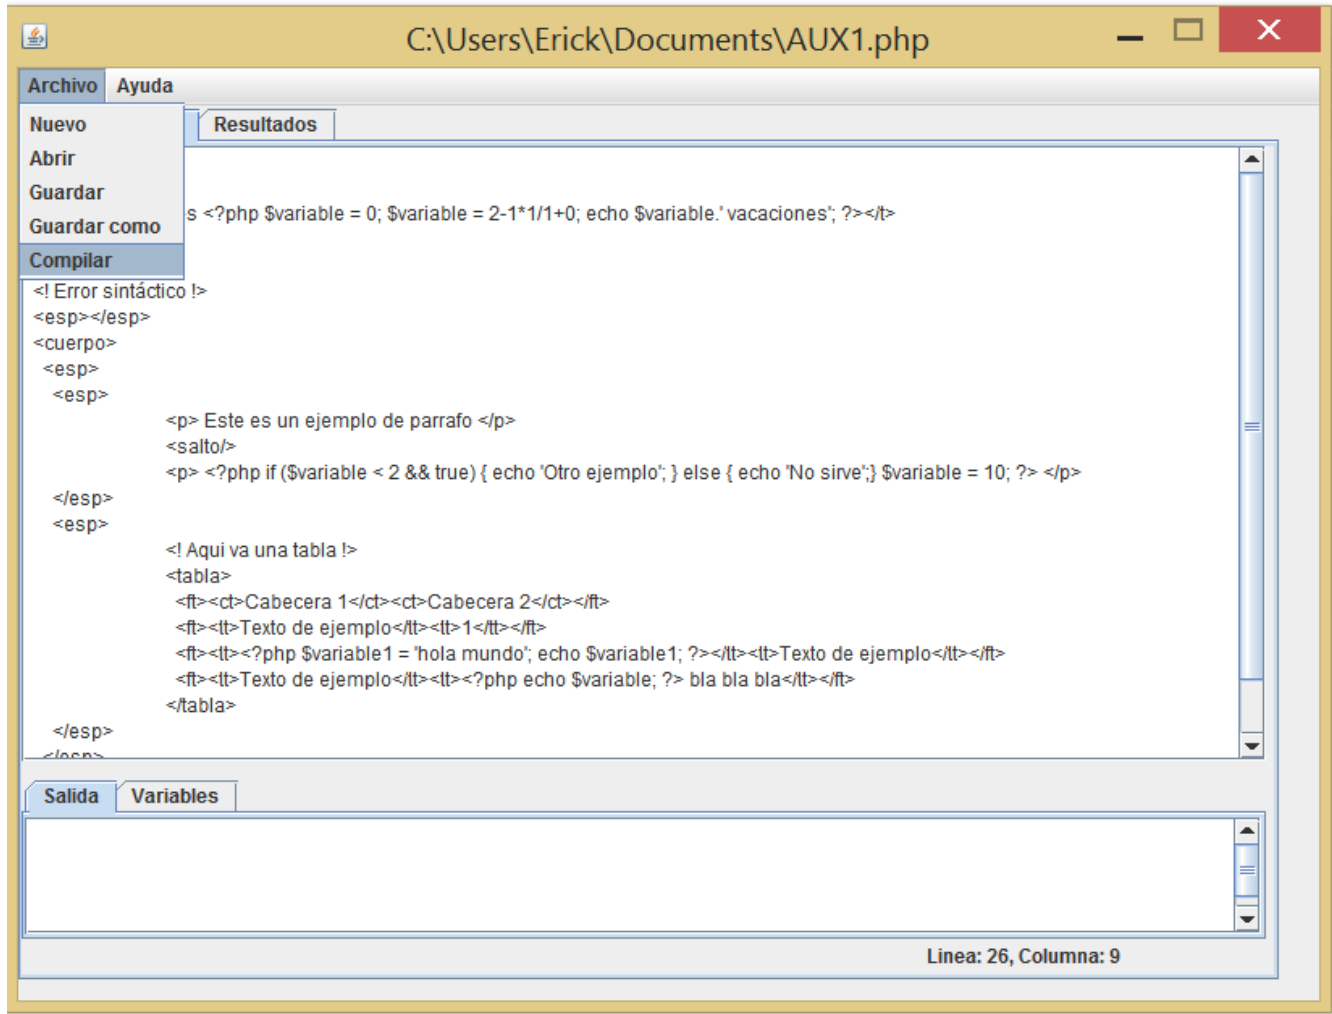 C:\Users\Erick\Documents\AUX1.php
Archivo Ayuda
Nuevo
Resultados
Abrir
Guardar
s <?php $variable = 0; $variable = 2-1*1/1+0; echo $variable.' vacaciones'; ?></t>
Guardar como
Compilar
<! Error sintáctico !>
<esp></esp>
<cuerpo>
<esp>
<esp>
<p> Este es un ejemplo de parrafo </p>
<salto/>
<p> <?php if ($variable < 2 && true) { echo 'Otro ejemplo'; } else { echo 'No sirve';} $variable = 10; ?> </p>
</esp>
<esp>
<! Aqui va una tabla !>
<tabla>
<ft><ct>Cabecera 1</ct><ct>Cabecera 2</ct></ft>
<ft><tt>Texto de ejemplo</tt><tt>1</tt></ft>
<ft><tt><?php $variable1 = 'hola mundo'; echo $variable1; ?></tt><tt>Texto de ejemplo</tt></ft>
<ft><tt>Texto de ejemplo</tt><tt><?php echo $variable; ?> bla bla bla</tt></ft>
</tabla>
</esp>
</esp>
Salida Variables
Linea: 26, Columna: 9